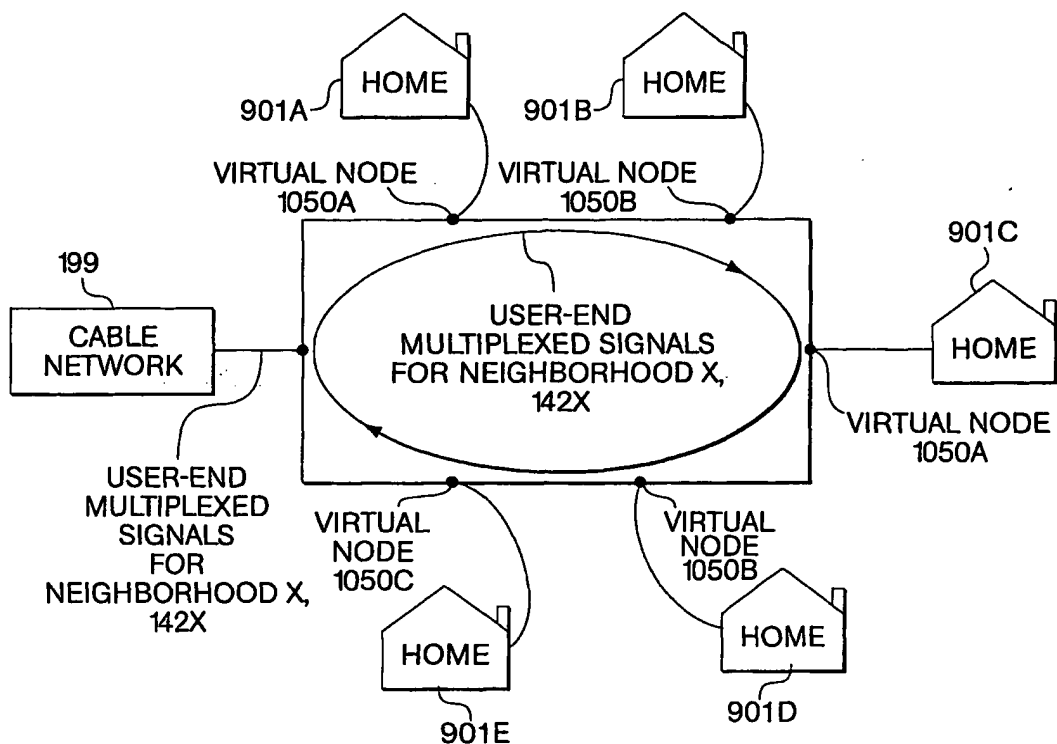 HOME
901A
HOME
901B
VIRTUAL NODE
1050A
VIRTUAL NODE
1050B
901C
HOME
199
CABLE
NETWORK
USER-END
MULTIPLEXED SIGNALS
FOR NEIGHBORHOOD X,
142X
VIRTUAL NODE
1050A
USER-END
MULTIPLEXED
SIGNALS
FOR
NEIGHBORHOOD X,
142X
VIRTUAL
NODE
1050C
VIRTUAL
NODE
1050B
HOME
901E
HOME
901D